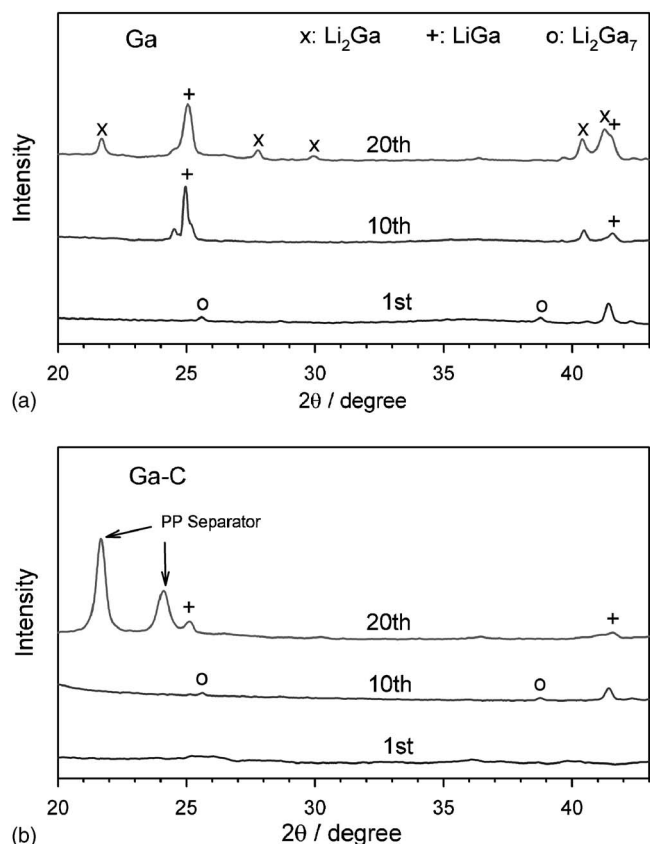 Ga
x: Li₂Ga +: LiGa o: Li₂Ga₇
+
x x x x x +
20th
+
10th +
o 1st o
Intensity
20 25 30 35 40
2θ / degree
(a)
Ga-C
PP Separator
+ 20th +
o 10th o
1st
Intensity
20 25 30 35 40
2θ / degree
(b)